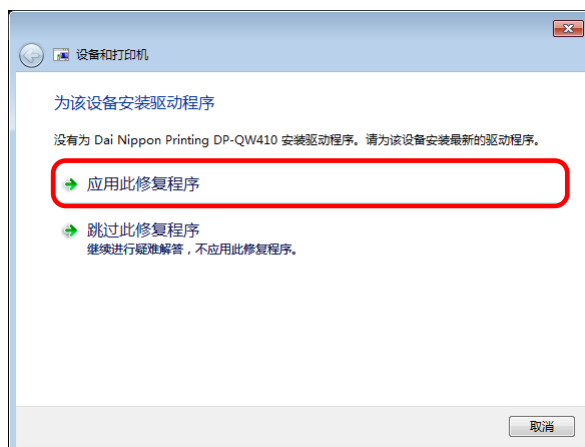 设备和打印机
为该设备安装驱动程序
没有为 Dai Nippon Printing DP-QW410 安装驱动程序。请为该设备安装最新的驱动程序。
应用此修复程序
跳过此修复程序
继续进行疑难解答，不应用此修复程序。
取消